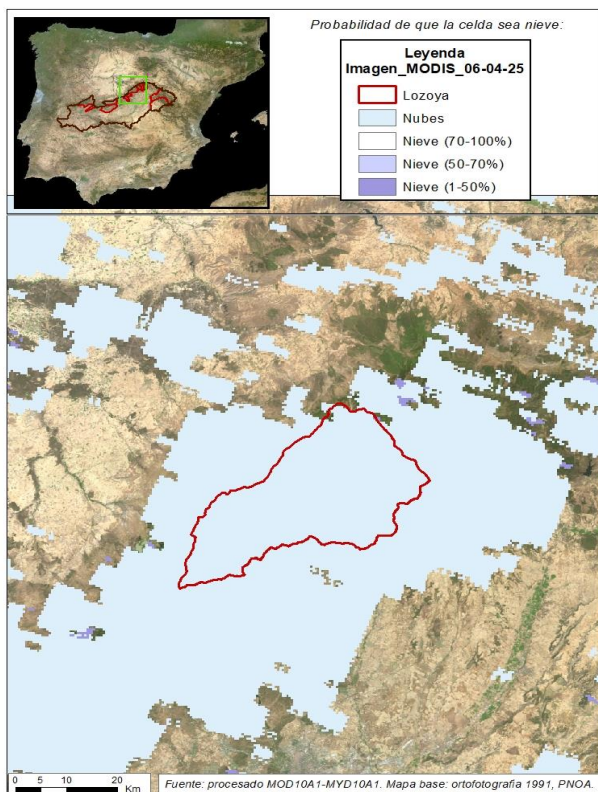 Probabilidad de que la celda sea nieve:
Leyenda
Imagen_MODIS_06-04-25
Lozoya
Nubes
Nieve (70-100%)
Nieve (50-70%)
Nieve (1-50%)
0 5 10 20
Km
Fuente: procesado MOD10A1-MYD10A1. Mapa base: ortofotografia 1991, PNOA.